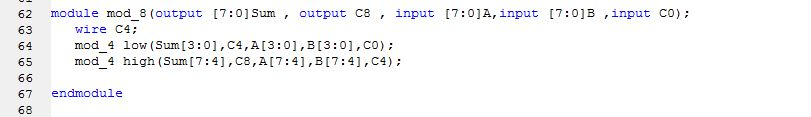 62 module mod_8(output [7:0]Sum , output C8 , input [7:0]A,input [7:0]B ,input C0);
63 wire C4;
64 mod_4 low(Sum[3:0],C4,A[3:0],B[3:0],C0);
65 mod_4 high(Sum[7:4],C8,A[7:4],B[7:4],C4);
66
67 endmodule
68